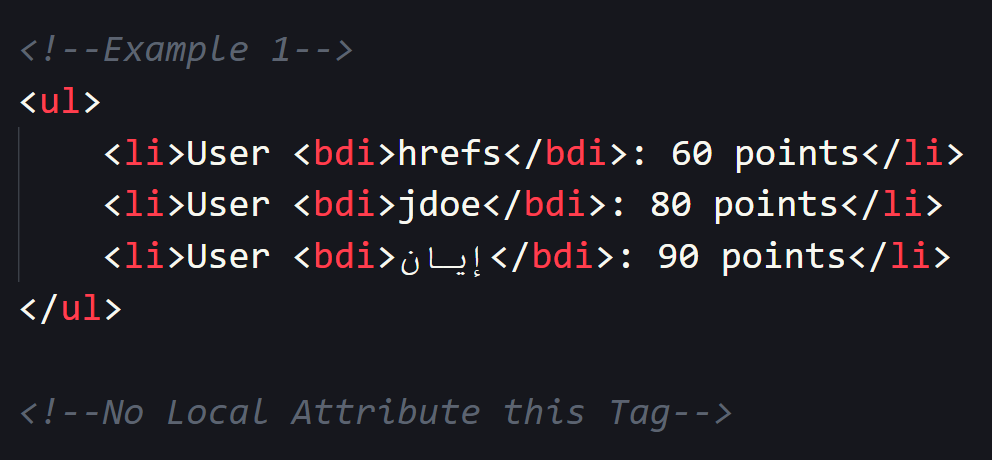 <!--Example 1-->
<ul>
<li>User <bdi>hrefs</bdi>: 60 points</li>
<li>User <bdi>jdoe</bdi>: 80 points</li>
<li>User <bdi>إيان</bdi>: 90 points</li>
</ul>
<!--No Local Attribute this Tag-->